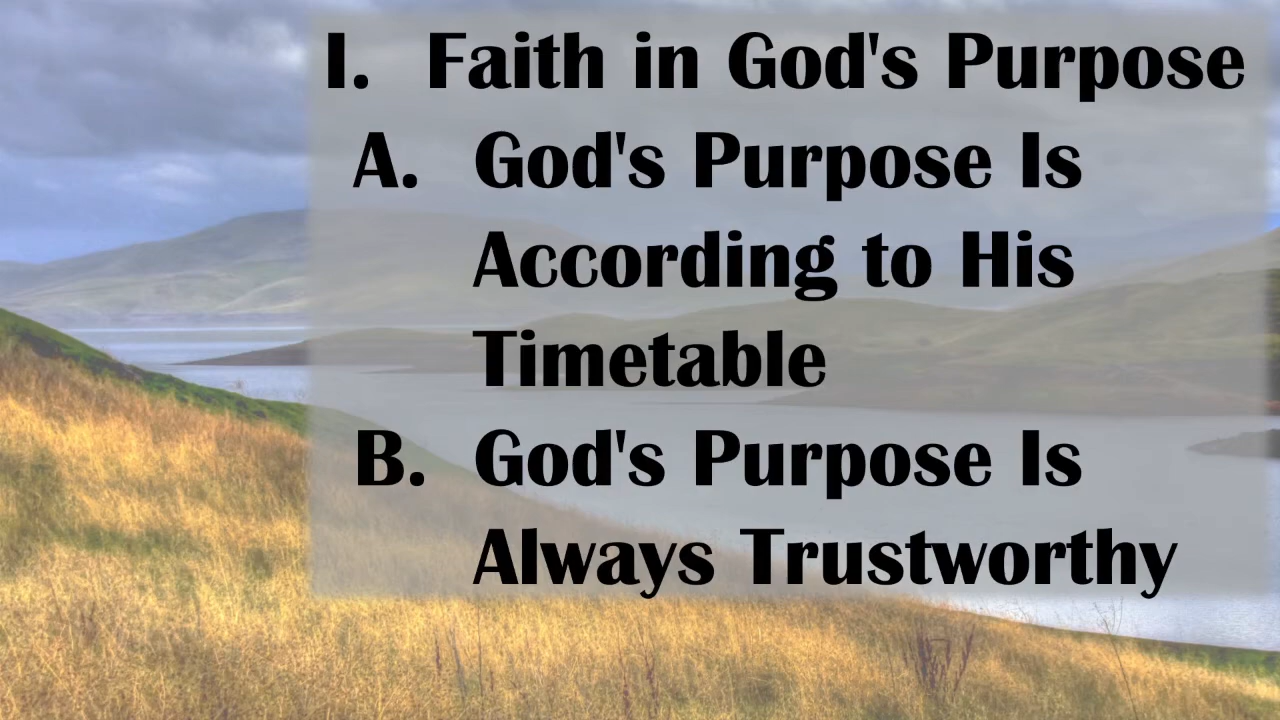 I. Faith in God's Purpose
A. God's Purpose Is
According to His
Timetable
B. God's Purpose Is
Always Trustworthy